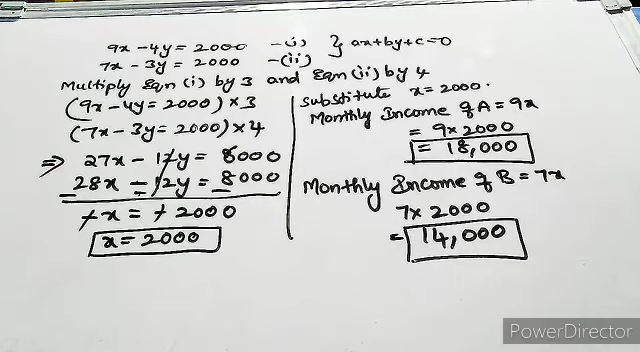 9x - 4y = 2000 - (i) } ax+by+c=0
7x - 3y = 2000 - (ii)
Multiply Eqn (i) by 3 and Eqn (ii) by 4
(9x - 4y = 2000) × 3
(7x - 3y = 2000) × 4
⇒ 27x - 12y = 6000
28x - 12y = 8000
- - -
-x = -2000
x = 2000
Substitute x = 2000.
Monthly Income of A = 9x
= 9 × 2000
= 18,000
Monthly Income of B = 7x
7 × 2000
= 14,000
PowerDirector